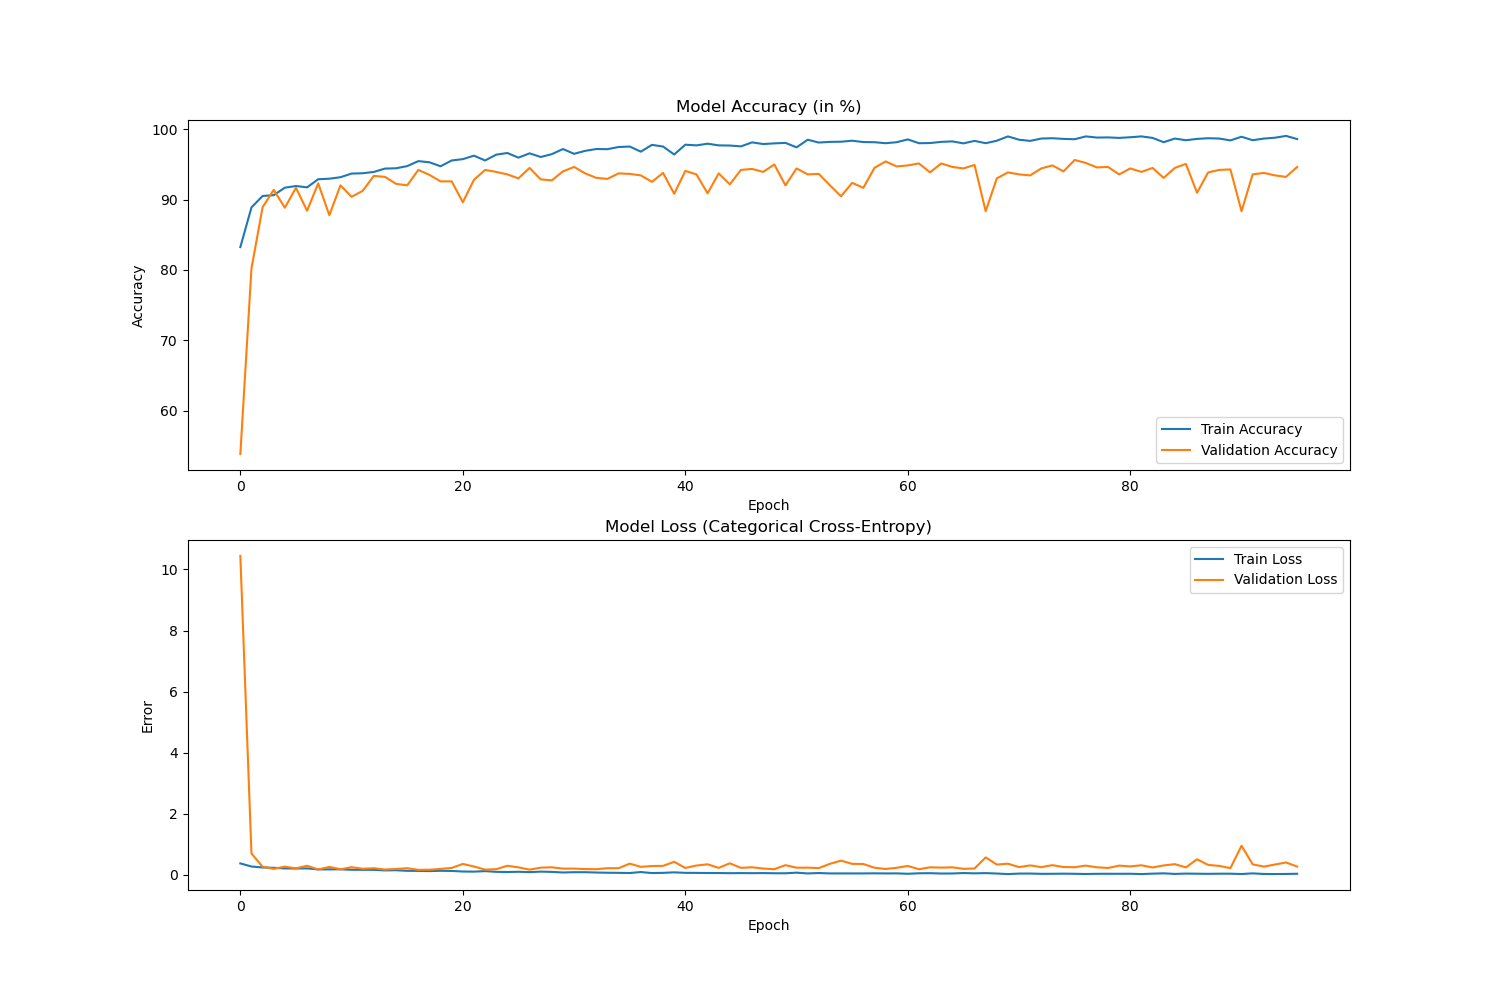 Model Accuracy (in %)
100
90
80
70
60
Accuracy
Train Accuracy
Validation Accuracy
0 20 40 60 80
Epoch
Model Loss (Categorical Cross-Entropy)
10
8
6
4
2
0
Error
Train Loss
Validation Loss
0 20 40 60 80
Epoch